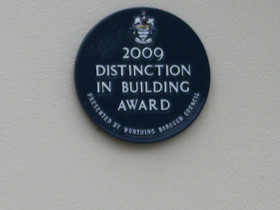 2009
DISTINCTION
IN BUILDING
AWARD
PRESENTED BY WORTHING BOROUGH COUNCIL